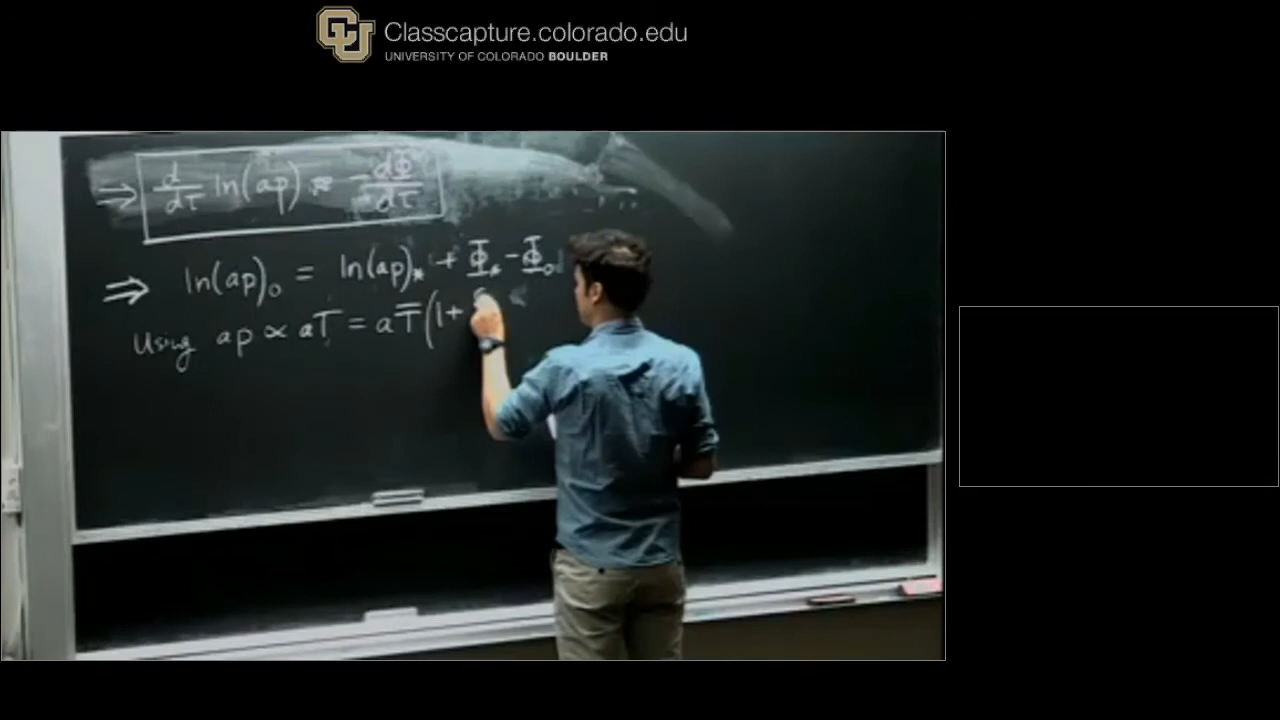 Classcapture.colorado.edu
UNIVERSITY OF COLORADO BOULDER
⇒ d/dτ ln(ap) = - dΦ/dτ
⇒ ln(ap)₀ = ln(ap)* + Φ* - Φ₀
Using ap ∝ aT = aT̄(1+